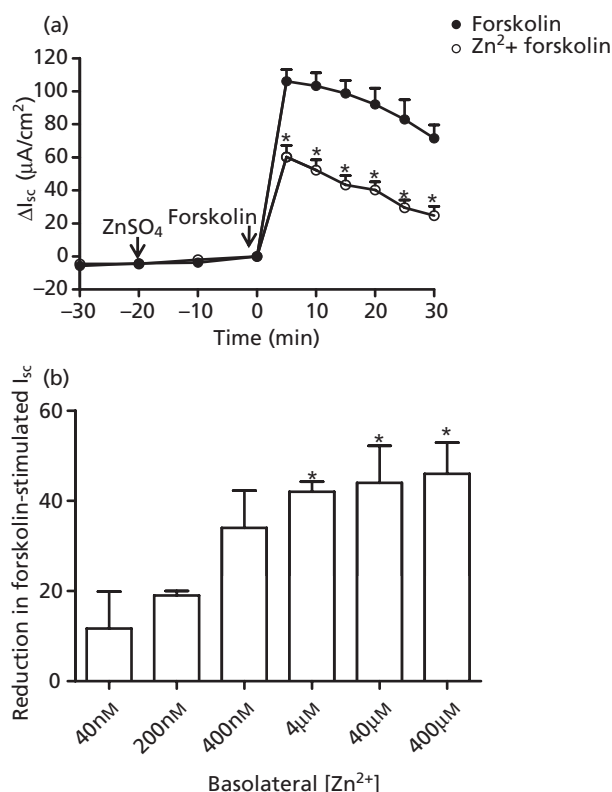 (a)
● Forskolin
○ Zn²+ forskolin
ΔIsc (μA/cm²)
120
100
80
60
40
20
0
−20
ZnSO₄
Forskolin
* * * * * *
−30 −20 −10 0 10 20 30
Time (min)
(b)
Reduction in forskolin-stimulated Isc
60
40
20
0
* * *
40nM 200nM 400nM 4μM 40μM 400μM
Basolateral [Zn²⁺]